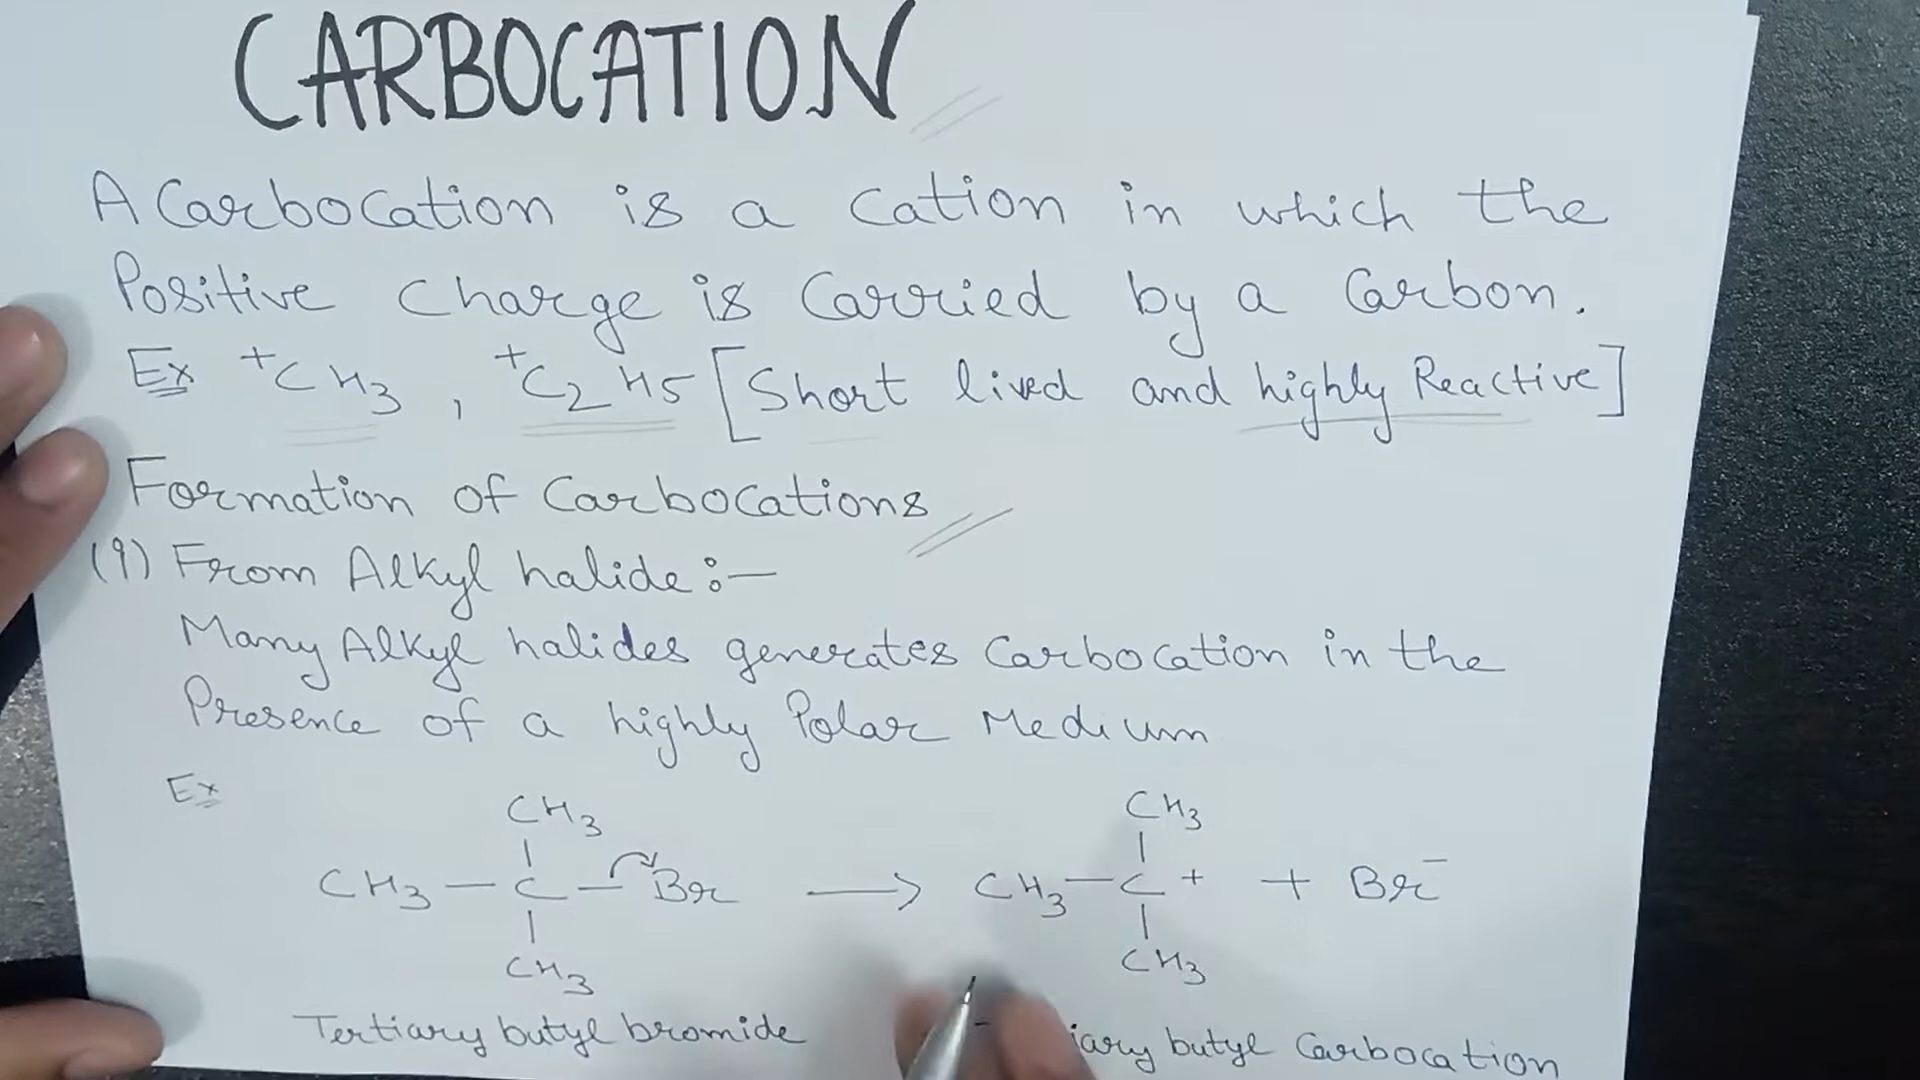 CARBOCATION
A Carbocation is a Cation in which the
Positive Charge is Carried by a Carbon.
Ex +CH3 , +C2H5 [Short lived and highly Reactive]
Formation of Carbocations
(i) From Alkyl halide:-
Many Alkyl halides generates Carbocation in the
Presence of a highly Polar Medium
Ex
CH3 CH3
CH3 — C — Br → CH3 — C + + Br⁻
CH3 CH3
Tertiary butyl bromide butyl Carbocation